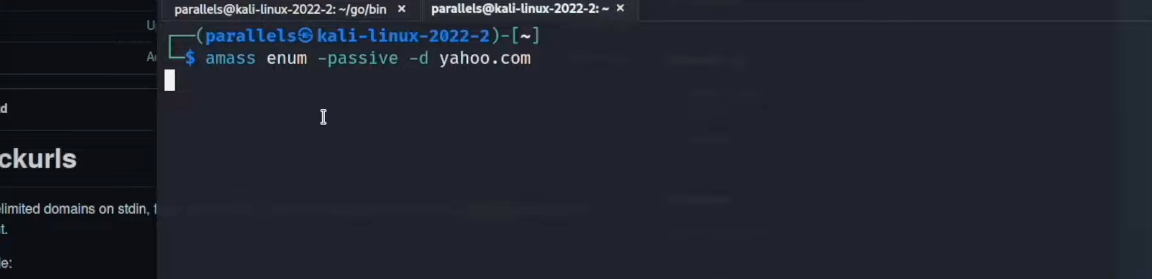 parallels@kali-linux-2022-2: ~/go/bin × parallels@kali-linux-2022-2: ~ ×
(parallels㉿kali-linux-2022-2)-[~]
$ amass enum -passive -d yahoo.com
ckurls
elimited domains on stdin,
t.
le: